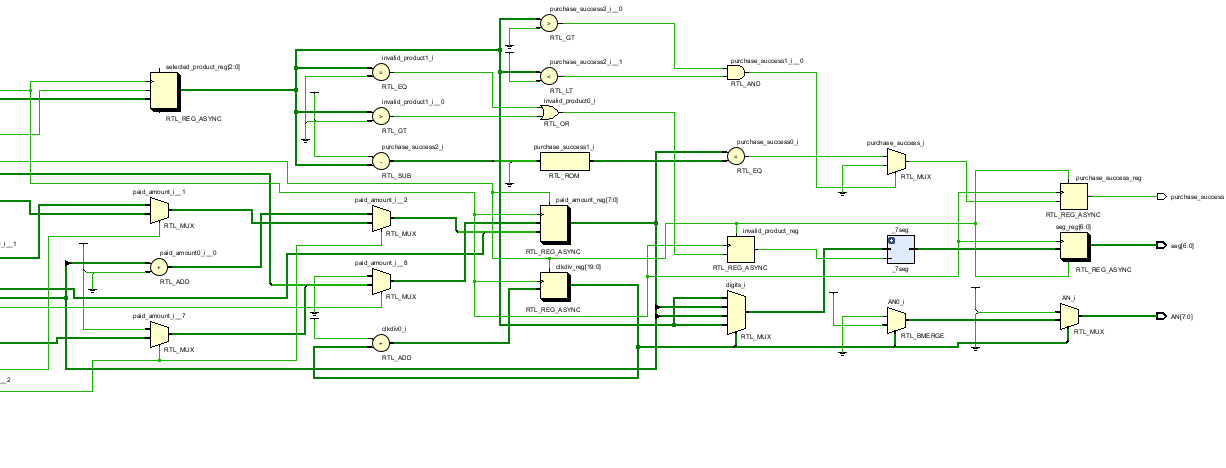 purchase_success2_i__0
>
RTL_GT
purchase_success2_i__1
<
RTL_LT
purchase_success1_i__0
RTL_AND
selected_product_reg[2:0]
RTL_REG_ASYNC
invalid_product1_i
=
RTL_EQ
invalid_product1_i__0
>
RTL_GT
invalid_product0_i
RTL_OR
purchase_success2_i
-
RTL_SUB
purchase_success1_i
RTL_ROM
purchase_success0_i
=
RTL_EQ
purchase_success_i
RTL_MUX
purchase_success_reg
RTL_REG_ASYNC
purchase_success
paid_amount_i__1
RTL_MUX
paid_amount_i__2
RTL_MUX
paid_amount_reg[7:0]
RTL_REG_ASYNC
invalid_product_reg
RTL_REG_ASYNC
_7seg
_7seg
seg_reg[6:0]
RTL_REG_ASYNC
seg[6:0]
_i__1
paid_amount0_i__0
+
RTL_ADD
paid_amount_i__8
RTL_MUX
clkdiv_reg[19:0]
RTL_REG_ASYNC
digits_i
RTL_MUX
AN0_i
RTL_BMERGE
AN_i
RTL_MUX
AN[7:0]
paid_amount_i__7
RTL_MUX
clkdiv0_i
+
RTL_ADD
__2